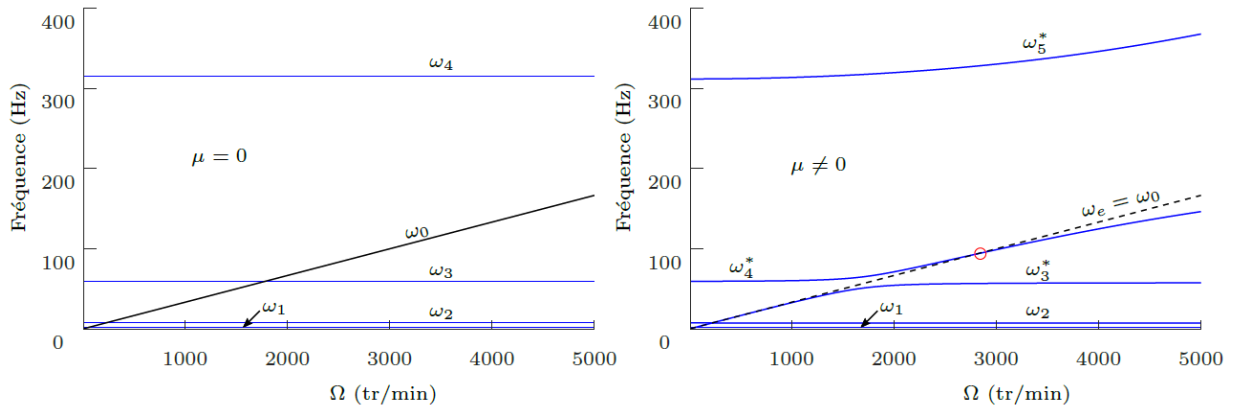 400
300
200
100
0
Fréquence (Hz)
ω₄
μ = 0
ω₀
ω₃
ω₁
ω₂
1000 2000 3000 4000 5000
Ω (tr/min)
400
300
200
100
0
Fréquence (Hz)
ω₅*
μ ≠ 0
ωₑ = ω₀
ω₄*
ω₃*
ω₁
ω₂
1000 2000 3000 4000 5000
Ω (tr/min)